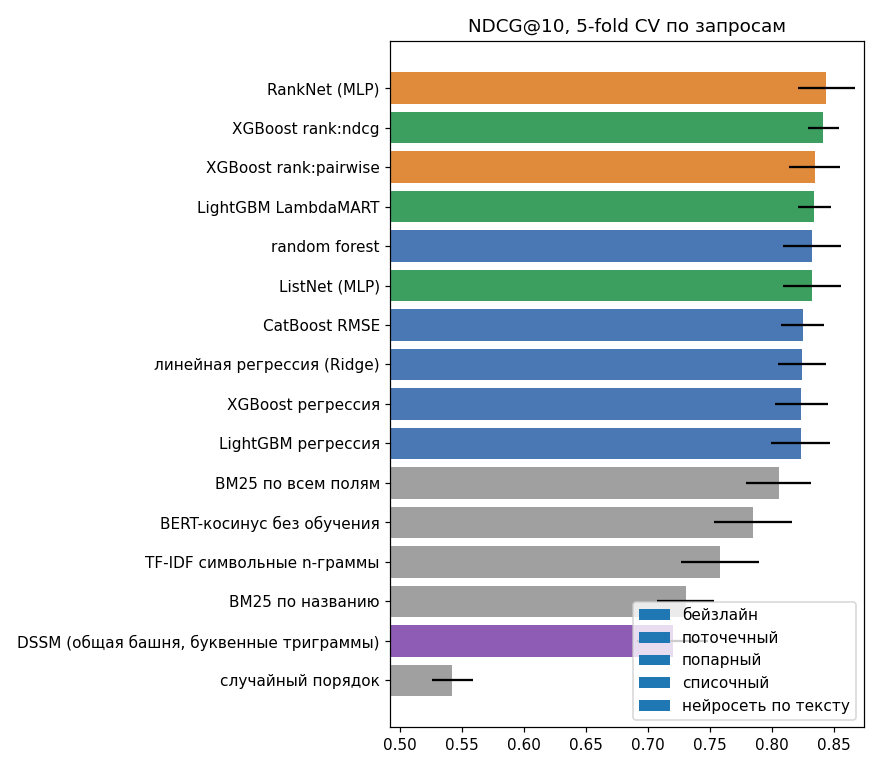 NDCG@10, 5-fold CV по запросам
RankNet (MLP)
XGBoost rank:ndcg
XGBoost rank:pairwise
LightGBM LambdaMART
random forest
ListNet (MLP)
CatBoost RMSE
линейная регрессия (Ridge)
XGBoost регрессия
LightGBM регрессия
BM25 по всем полям
BERT-косинус без обучения
TF-IDF символьные n-граммы
BM25 по названию
DSSM (общая башня, буквенные триграммы)
случайный порядок
бейзлайн
поточечный
попарный
списочный
нейросеть по тексту
0.50 0.55 0.60 0.65 0.70 0.75 0.80 0.85